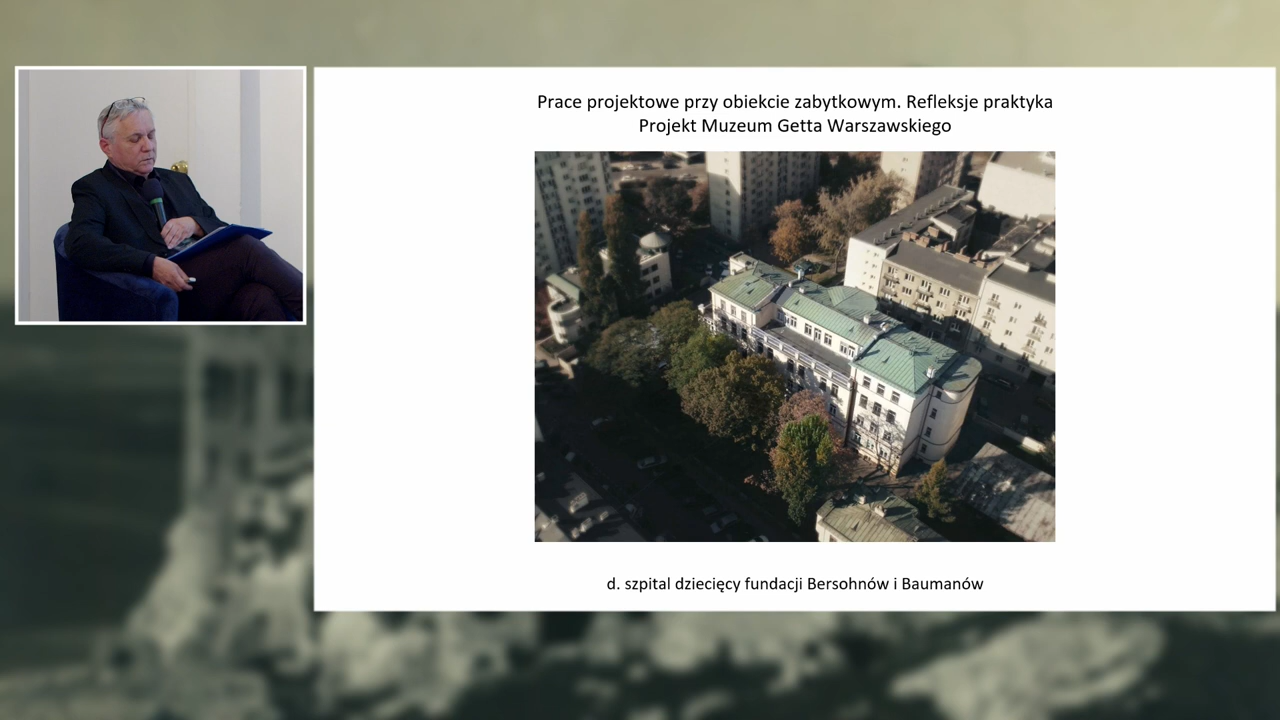 Prace projektowe przy obiekcie zabytkowym. Refleksje praktyka
Projekt Muzeum Getta Warszawskiego
d. szpital dziecięcy fundacji Bersohnów i Baumanów